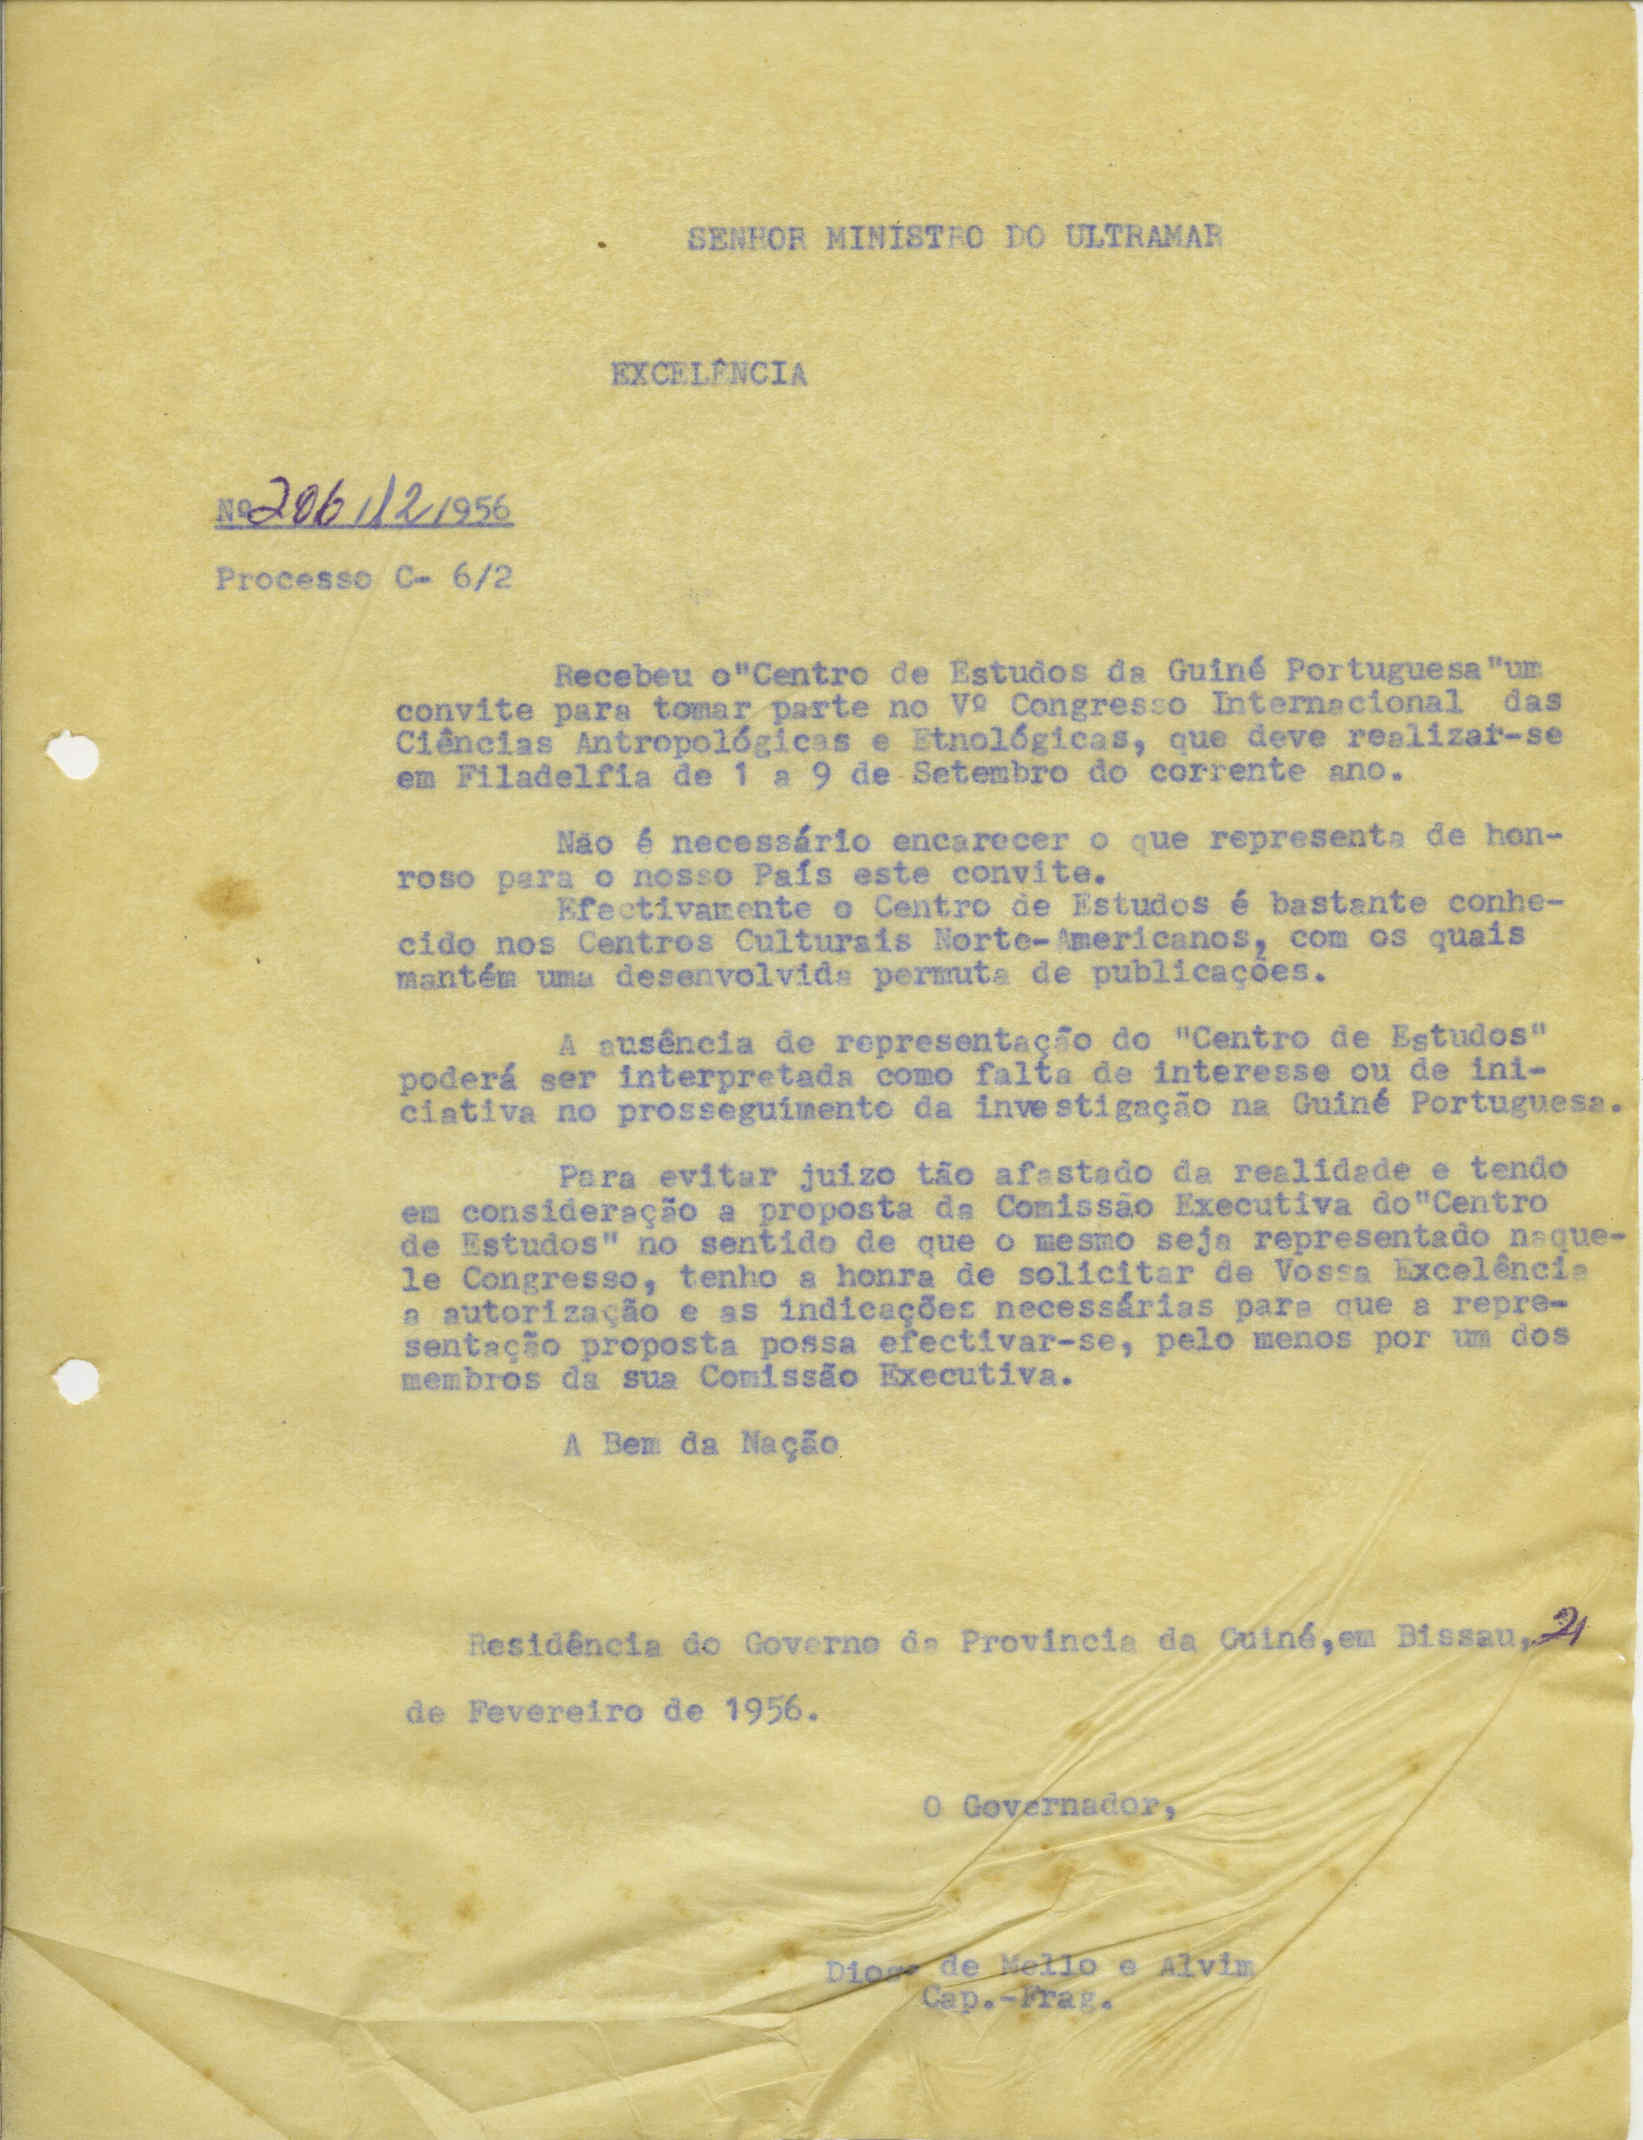 SENHOR MINISTRO DO ULTRAMAR
EXCELÊNCIA
Nº 206/12/1956
Processo C- 6/2
Recebeu o"Centro de Estudos da Guiné Portuguesa"um
convite para tomar parte no Vº Congresso Internacional das
Ciências Antropológicas e Etnológicas, que deve realizar-se
em Filadelfia de 1 a 9 de Setembro do corrente ano.
Não é necessário encarecer o que representa de hon-
roso para o nosso País este convite.
Efectivamente o Centro de Estudos é bastante conhe-
cido nos Centros Culturais Norte-Americanos, com os quais
mantém uma desenvolvida permuta de publicações.
A ausência de representação do "Centro de Estudos"
poderá ser interpretada como falta de interesse ou de ini-
ciativa no prosseguimento da investigação na Guiné Portuguesa.
Para evitar juizo tão afastado da realidade e tendo
em consideração a proposta da Comissão Executiva do"Centro
de Estudos" no sentido de que o mesmo seja representado naque-
le Congresso, tenho a honra de solicitar de Vossa Excelência
a autorização e as indicações necessárias para que a repre-
sentação proposta possa efectivar-se, pelo menos por um dos
membros da sua Comissão Executiva.
A Bem da Nação
Residência do Governo da Provincia da Guiné,em Bissau, 21
de Fevereiro de 1956.
O Governador,
Diogo de Mello e Alvim
Cap.-Frag.